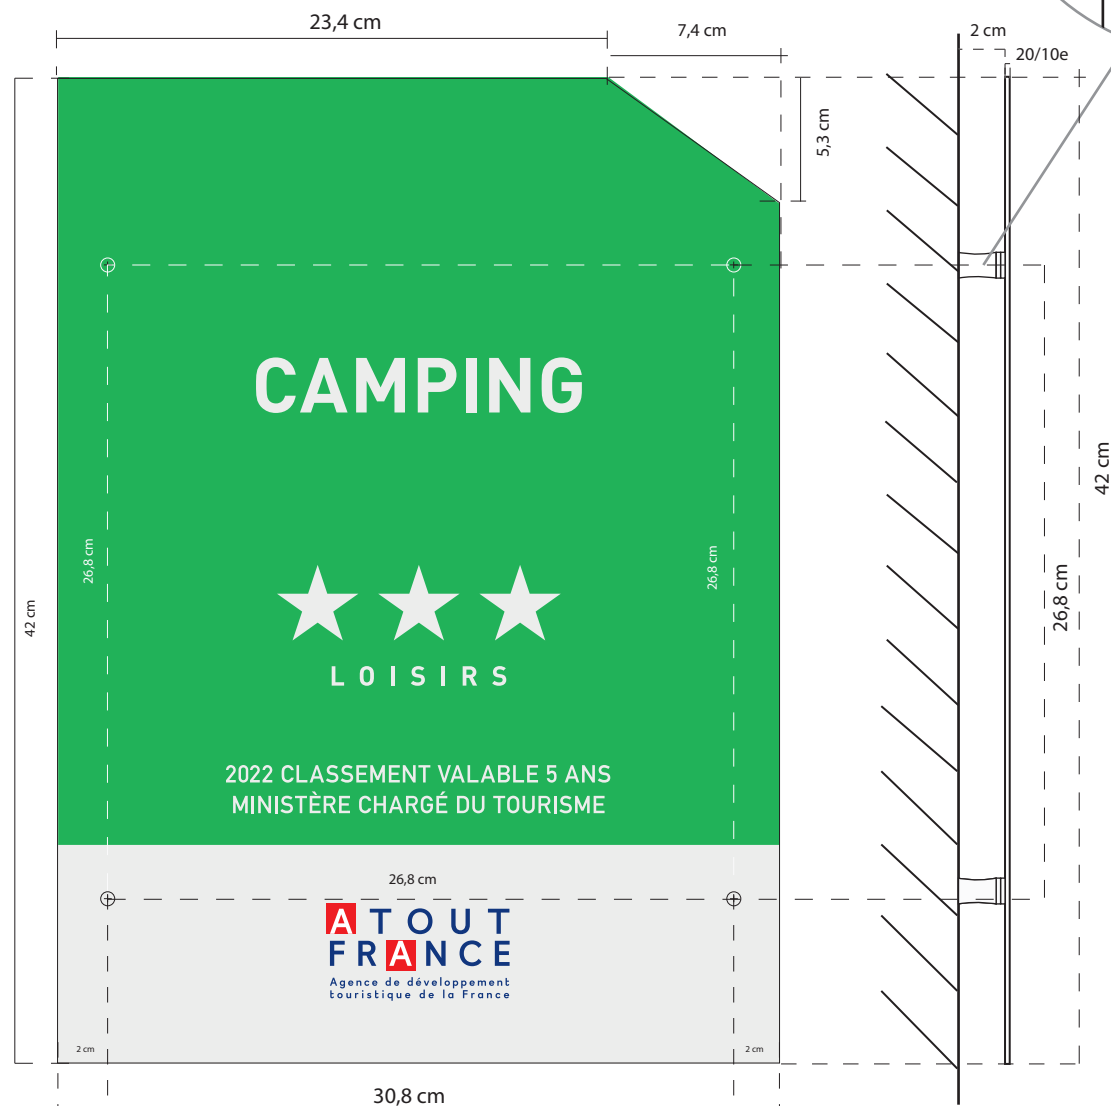 23,4 cm
7,4 cm
2 cm
20/10e
5,3 cm
CAMPING
42 cm
26,8 cm
26,8 cm
26,8 cm
42 cm
LOISIRS
2022 CLASSEMENT VALABLE 5 ANS
MINISTÈRE CHARGÉ DU TOURISME
26,8 cm
ATOUT
FRANCE
Agence de développement
touristique de la France
2 cm
2 cm
30,8 cm